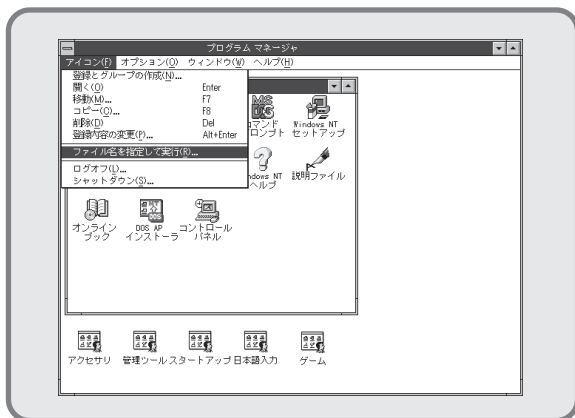 プログラム マネージャ
アイコン(F) オプション(O) ウィンドウ(W) ヘルプ(H)
登録とグループの作成(N)...
開く(O) Enter
移動(M)... F7
コピー(C)... F8
削除(D) Del
登録内容の変更(P)... Alt+Enter
ファイル名を指定して実行(R)...
ログオフ(L)...
シャットダウン(S)...
MS
DOS
コマンド
プロンプト
Windows NT
セットアップ
Windows NT
ヘルプ
説明ファイル
オンライン
ブック
DOS AP
インストーラ
コントロール
パネル
アクセサリ 管理ツール スタートアップ 日本語入力 ゲーム